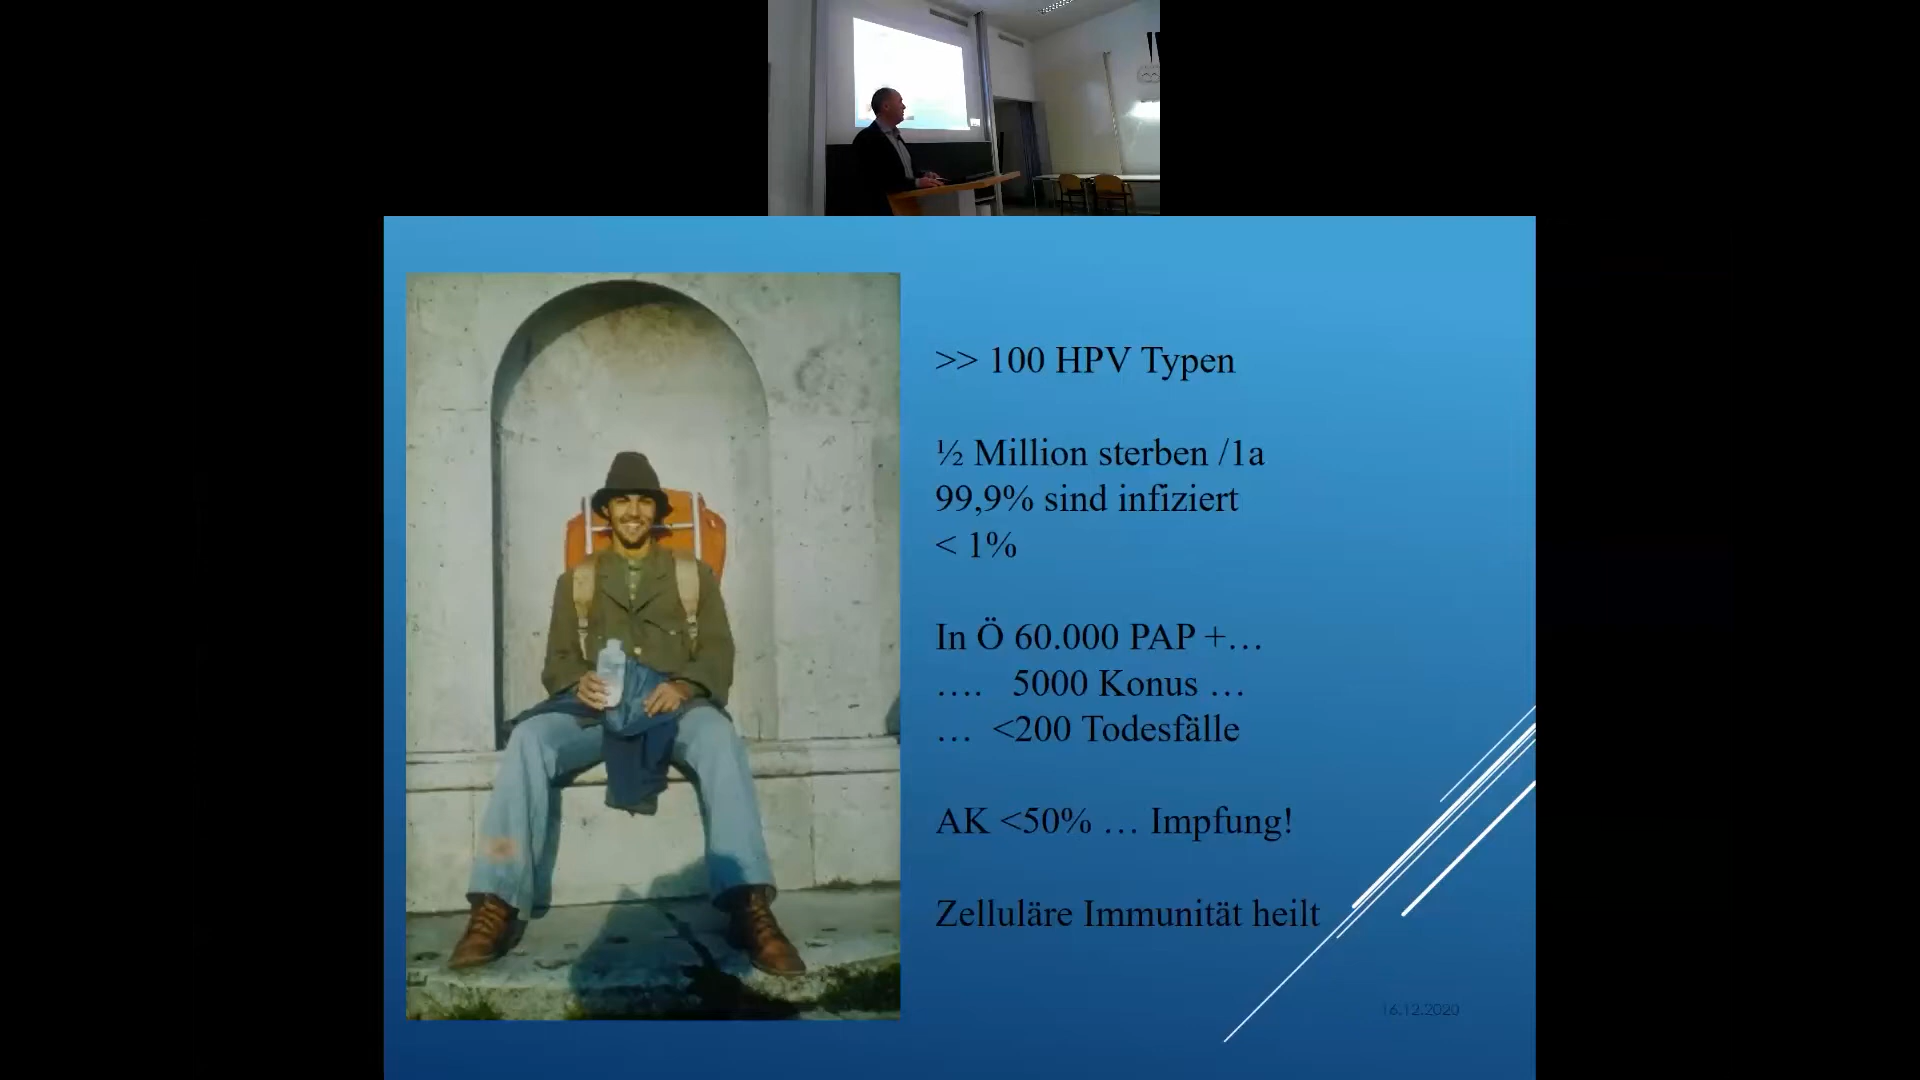 >> 100 HPV Typen
½ Million sterben /1a
99,9% sind infiziert
< 1%
In Ö 60.000 PAP +…
…. 5000 Konus …
… <200 Todesfälle
AK <50% … Impfung!
Zelluläre Immunität heilt
16.12.2020